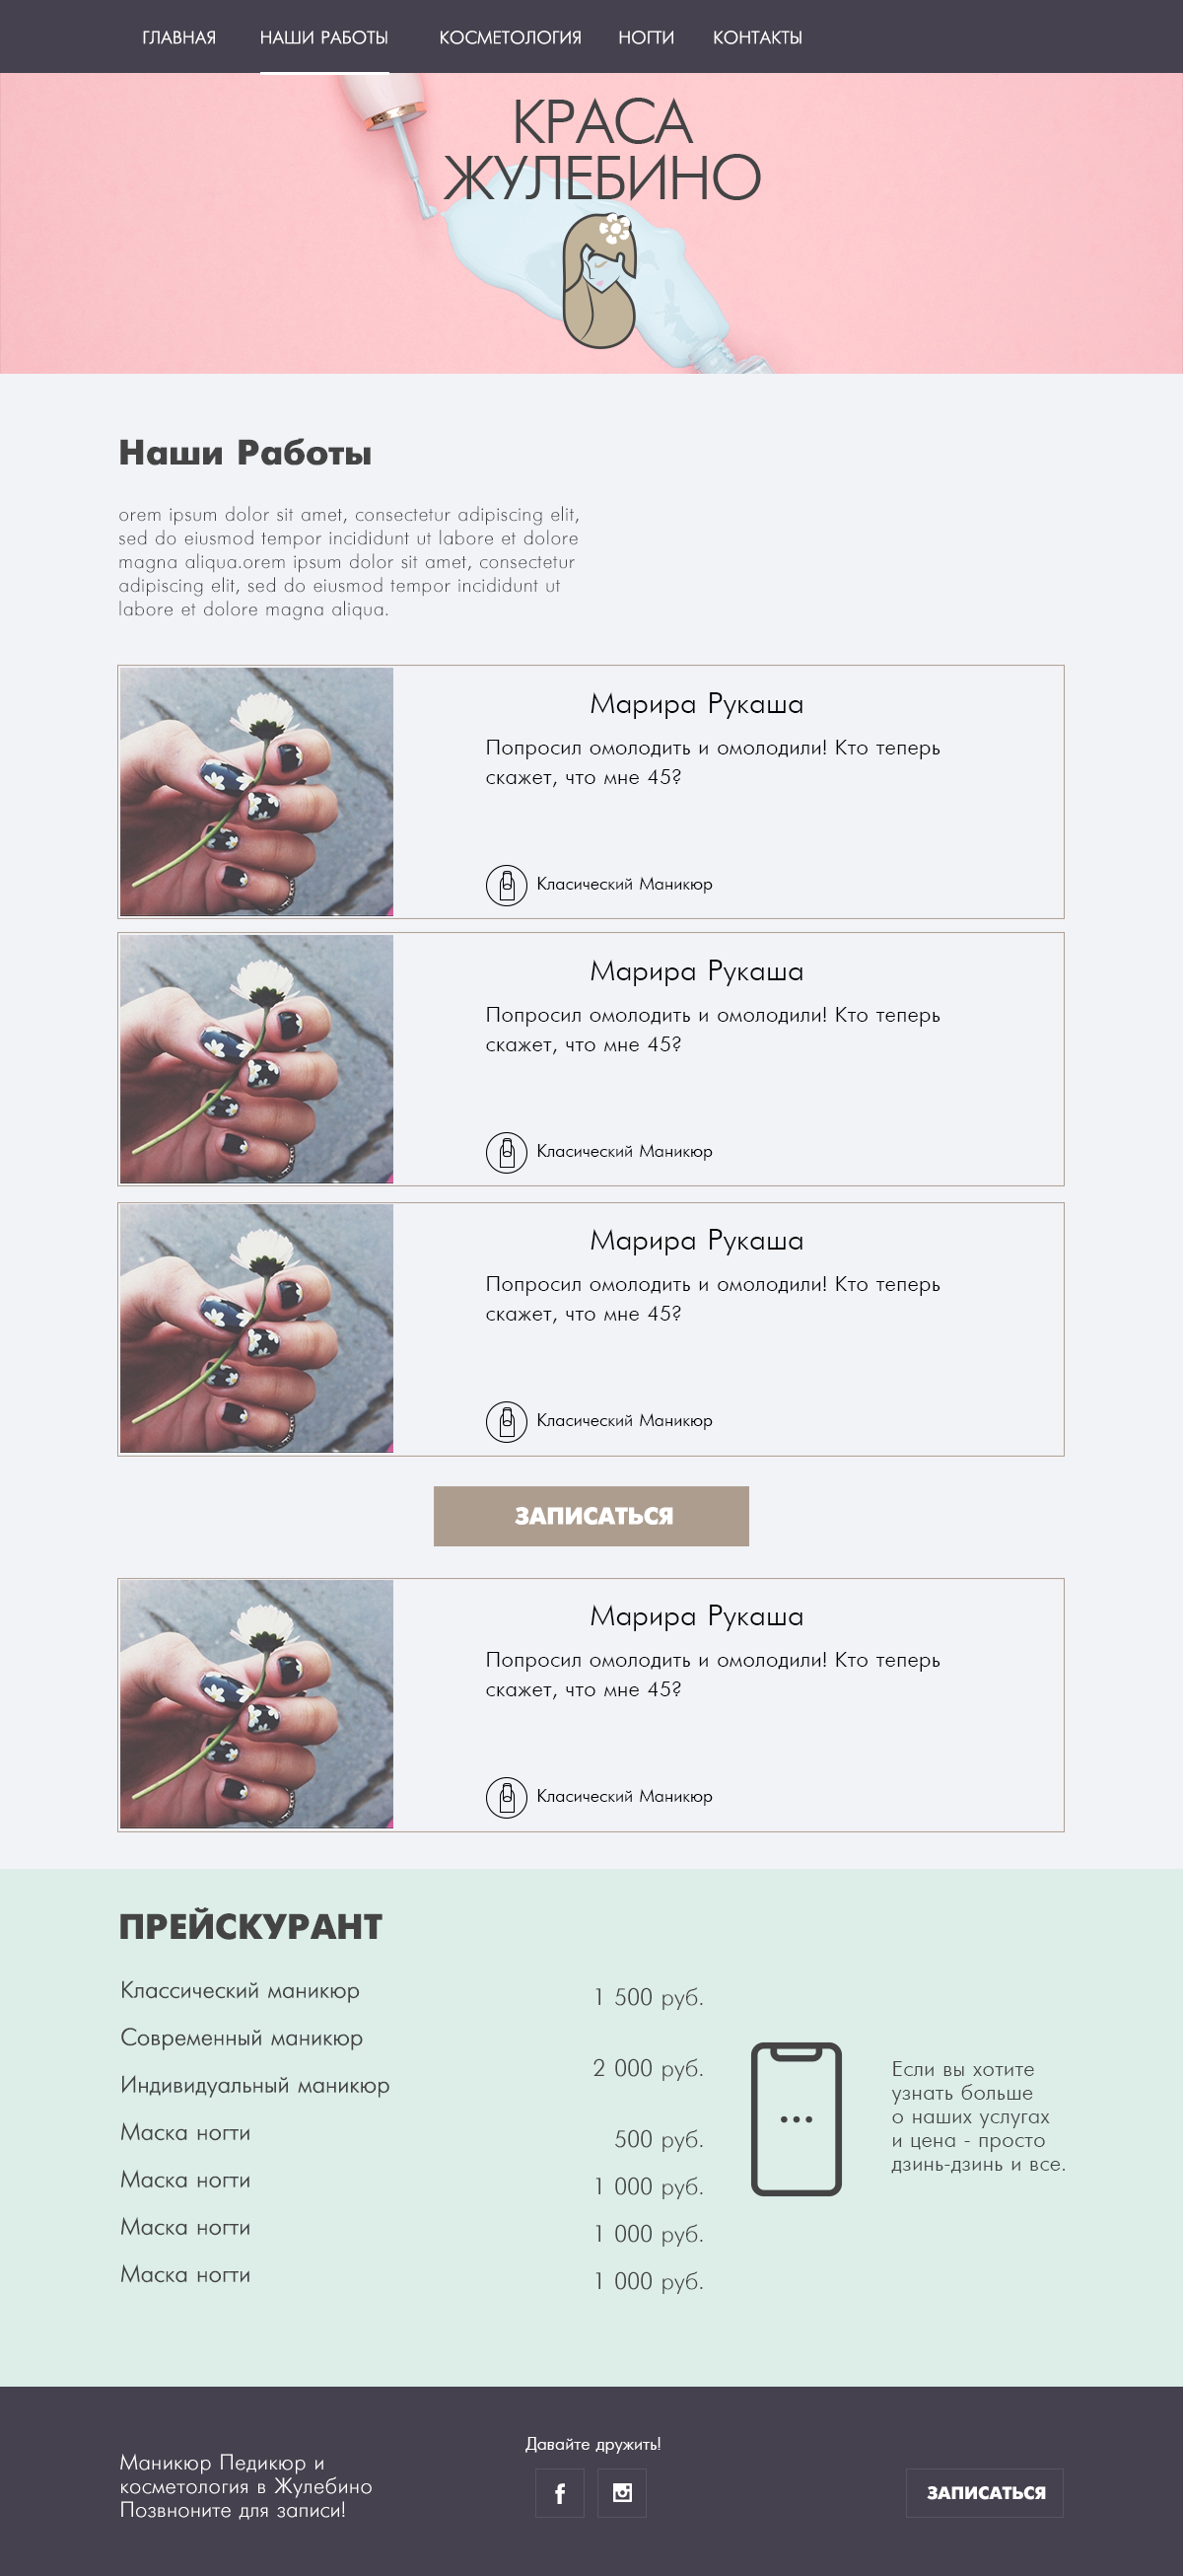 ГЛАВНАЯ НАШИ РАБОТЫ КОСМЕТОЛОГИЯ НОГТИ КОНТАКТЫ
КРАСА
ЖУЛЕБИНО
Наши Работы
orem ipsum dolor sit amet, consectetur adipiscing elit,
sed do eiusmod tempor incididunt ut labore et dolore
magna aliqua.orem ipsum dolor sit amet, consectetur
adipiscing elit, sed do eiusmod tempor incididunt ut
labore et dolore magna aliqua.
Марира Рукаша
Попросил омолодить и омолодили! Кто теперь
скажет, что мне 45?
Класический Маникюр
Марира Рукаша
Попросил омолодить и омолодили! Кто теперь
скажет, что мне 45?
Класический Маникюр
Марира Рукаша
Попросил омолодить и омолодили! Кто теперь
скажет, что мне 45?
Класический Маникюр
ЗАПИСАТЬСЯ
Марира Рукаша
Попросил омолодить и омолодили! Кто теперь
скажет, что мне 45?
Класический Маникюр
ПРЕЙСКУРАНТ
Классический маникюр
Современный маникюр
Индивидуальный маникюр
Маска ногти
Маска ногти
Маска ногти
Маска ногти
1 500 руб.
2 000 руб.
500 руб.
1 000 руб.
1 000 руб.
1 000 руб.
Если вы хотите
узнать больше
о наших услугах
и цена - просто
дзинь-дзинь и все.
Маникюр Педикюр и
косметология в Жулебино
Позвноните для записи!
Давайте дружить!
ЗАПИСАТЬСЯ